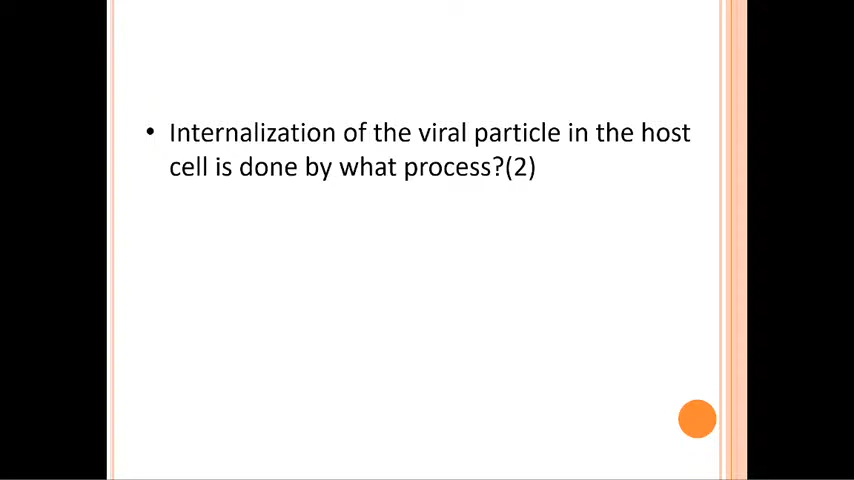 • Internalization of the viral particle in the host
cell is done by what process?(2)